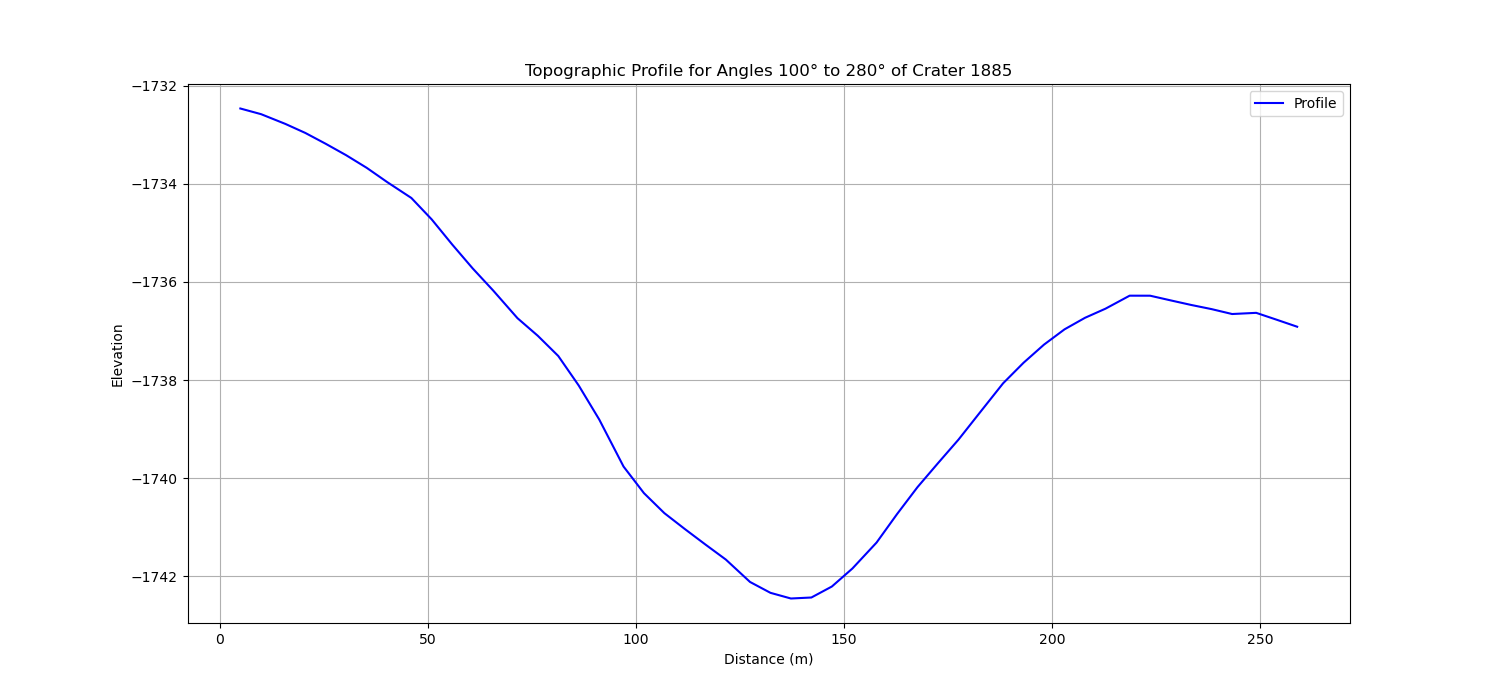 Topographic Profile for Angles 100° to 280° of Crater 1885
Profile
−1732
−1734
−1736
−1738
−1740
−1742
Elevation
0 50 100 150 200 250
Distance (m)